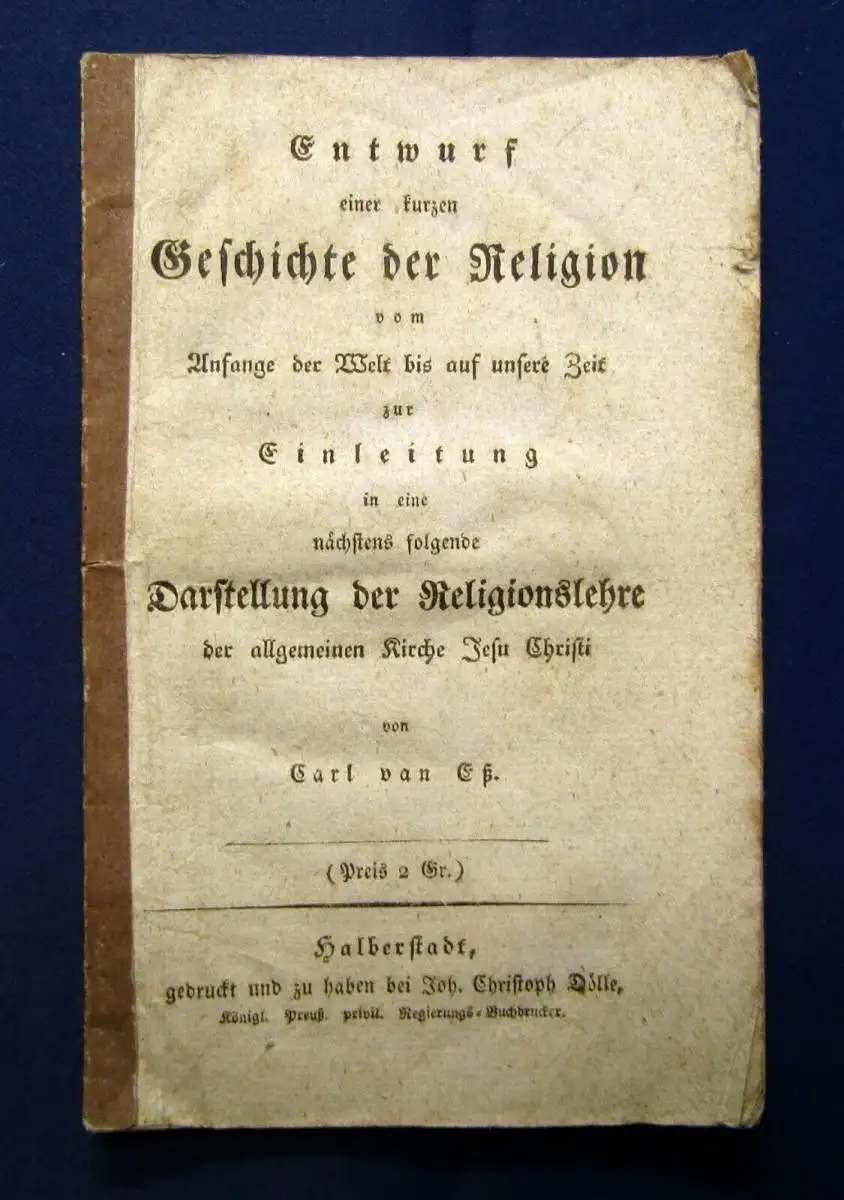 Entwurf
einer kurzen
Geschichte der Religion
vom
Anfange der Welt bis auf unsere Zeit
zur
Einleitung
in eine
nächstens folgende
Darstellung der Religionslehre
der allgemeinen Kirche Jesu Christi
von
Carl van Eß.
(Preis 2 Gr.)
Halberstadt,
gedruckt und zu haben bei Joh. Christoph Dölle,
Königl. Preuß. privil. Regierungs-Buchdrucker.